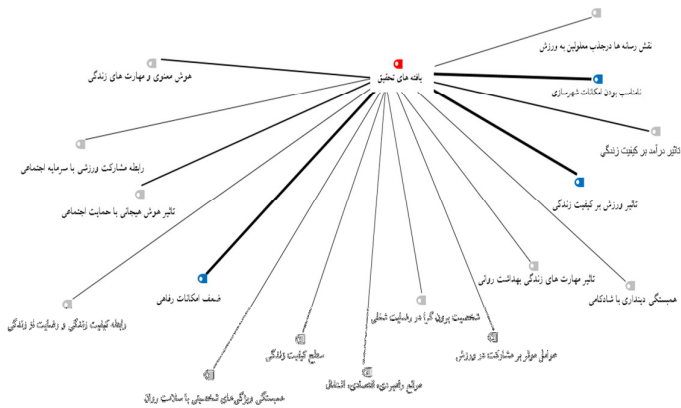 نقش رسانه ها درجذب معلولین به ورزش
هوش معنوی و مهارت های زندگی
یافته های تحقیق
نامناسب بودن امکانات شهرسازی
تاثیر درآمد بر کیفیت زندگی
رابطه مشارکت ورزشی با سرمایه اجتماعی
تاثیر ورزش بر کیفیت زندگی
تاثیر هوش هیجانی با حمایت اجتماعی
تاثیر مهارت های زندگی بهداشت روانی
همبستگی دینداری با شادکامی
ضعف امکانات رفاهی
شخصیت برون گرا در رضایت شغلی
رابطه کیفیت زندگی و رضایت از زندگی
سطح کیفیت زندگی
عوامل موثر بر مشارکت در ورزش
موانع راهبردی، اقتصادی، اشتغال
همبستگی ویژگی‌های شخصیتی با سلامت روان